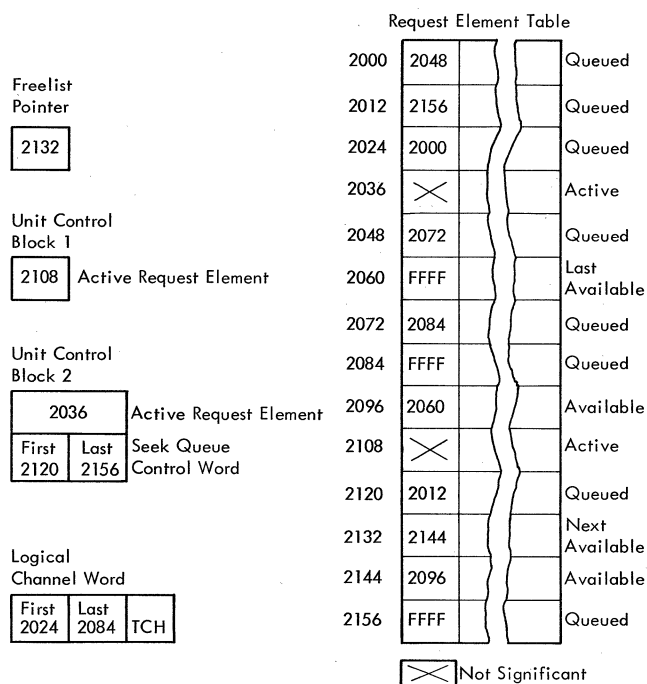 Request Element Table
Freelist
Pointer
2132
Unit Control
Block 1
2108 Active Request Element
Unit Control
Block 2
2036 Active Request Element
First Last Seek Queue
2120 2156 Control Word
Logical
Channel Word
First Last
2024 2084 TCH
2000 2048 Queued
2012 2156 Queued
2024 2000 Queued
2036 Active
2048 2072 Queued
2060 FFFF Last
Available
2072 2084 Queued
2084 FFFF Queued
2096 2060 Available
2108 Active
2120 2012 Queued
2132 2144 Next
Available
2144 2096 Available
2156 FFFF Queued
Not Significant